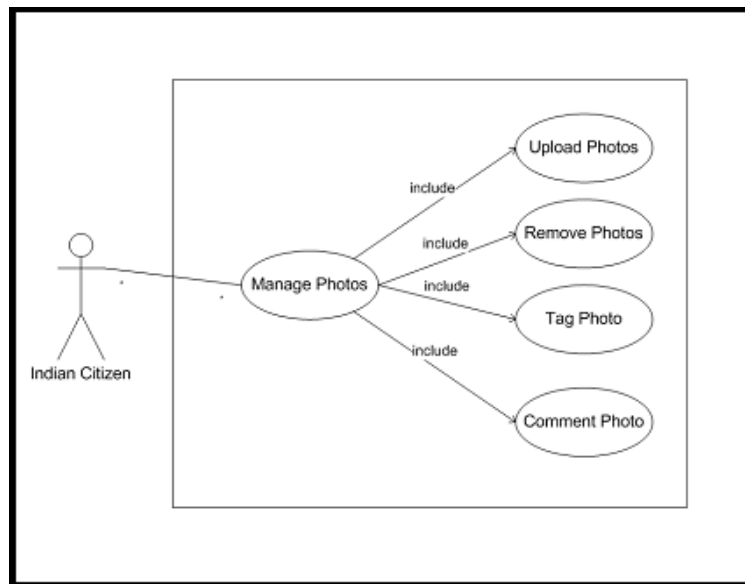 Upload Photos
include
Remove Photos
include
Manage Photos
include
Tag Photo
include
Indian Citizen
Comment Photo